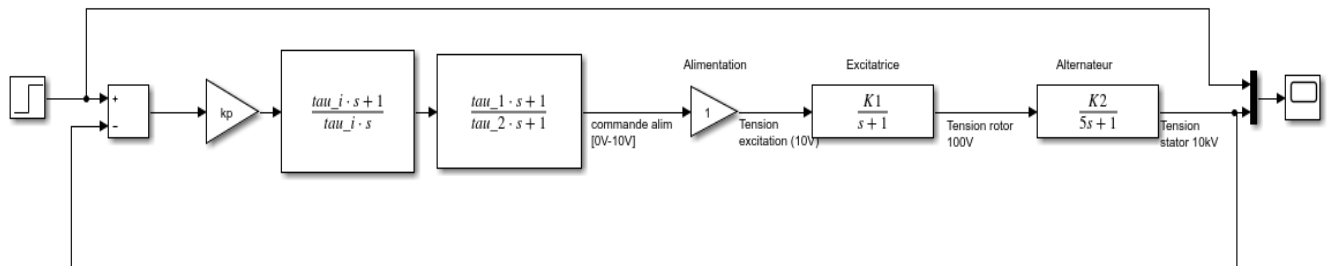 Alimentation
Excitatrice
Alternateur
+
−
kp
tau_i · s + 1
tau_i · s
tau_1 · s + 1
tau_2 · s + 1
commande alim
[0V-10V]
1
Tension
excitation (10V)
K1
s + 1
Tension rotor
100V
K2
5s + 1
Tension
stator 10kV